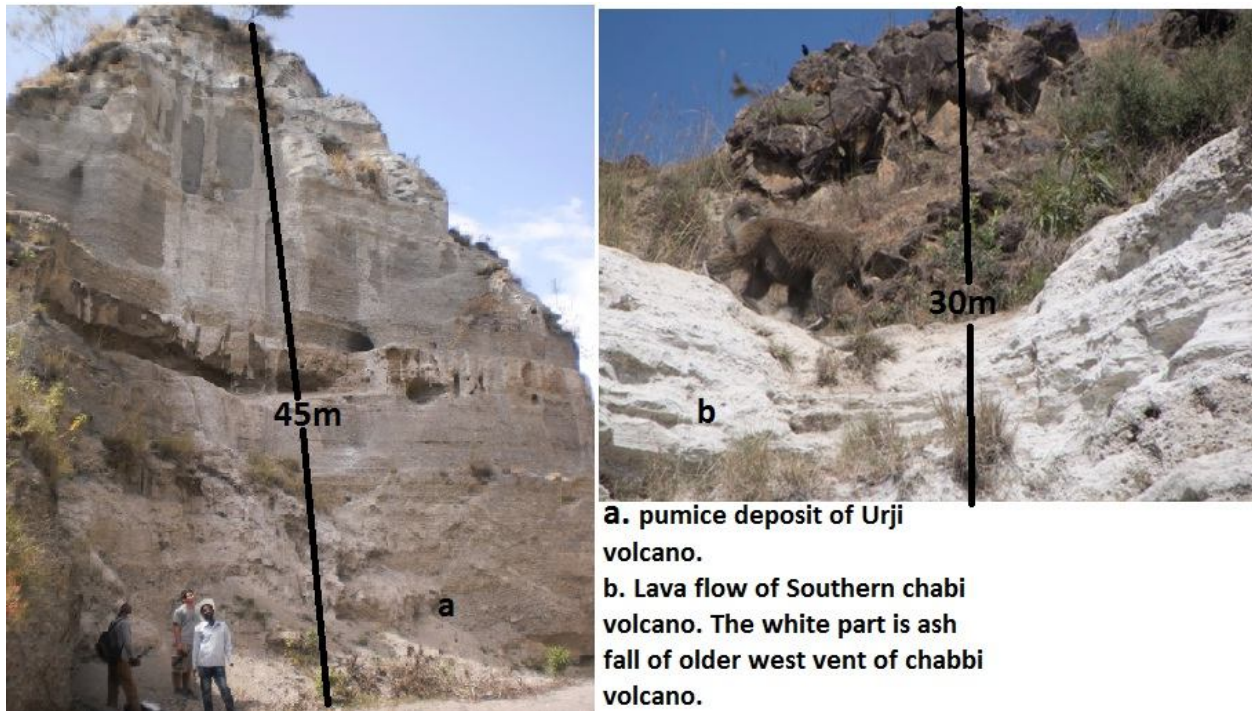 45m
a
30m
b
a. pumice deposit of Urji
volcano.
b. Lava flow of Southern chabi
volcano. The white part is ash
fall of older west vent of chabbi
volcano.